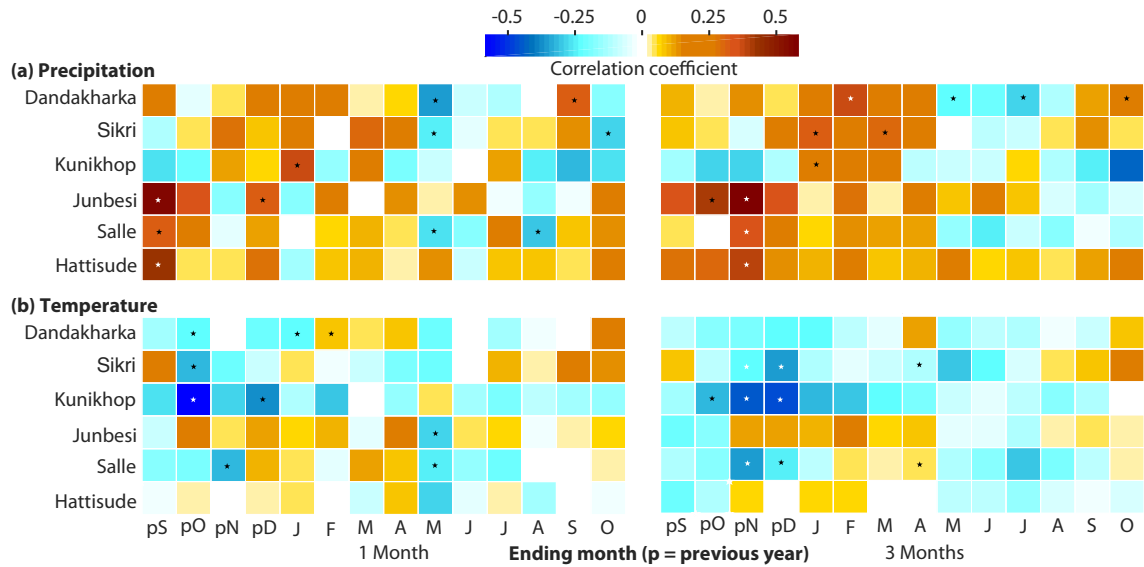 -0.5 -0.25 0 0.25 0.5
Correlation coefficient
(a) Precipitation
Dandakharka
Sikri
Kunikhop
Junbesi
Salle
Hattisude
(b) Temperature
Dandakharka
Sikri
Kunikhop
Junbesi
Salle
Hattisude
pS pO pN pD J F M A M J J A S O pS pO pN pD J F M A M J J A S O
1 Month Ending month (p = previous year) 3 Months